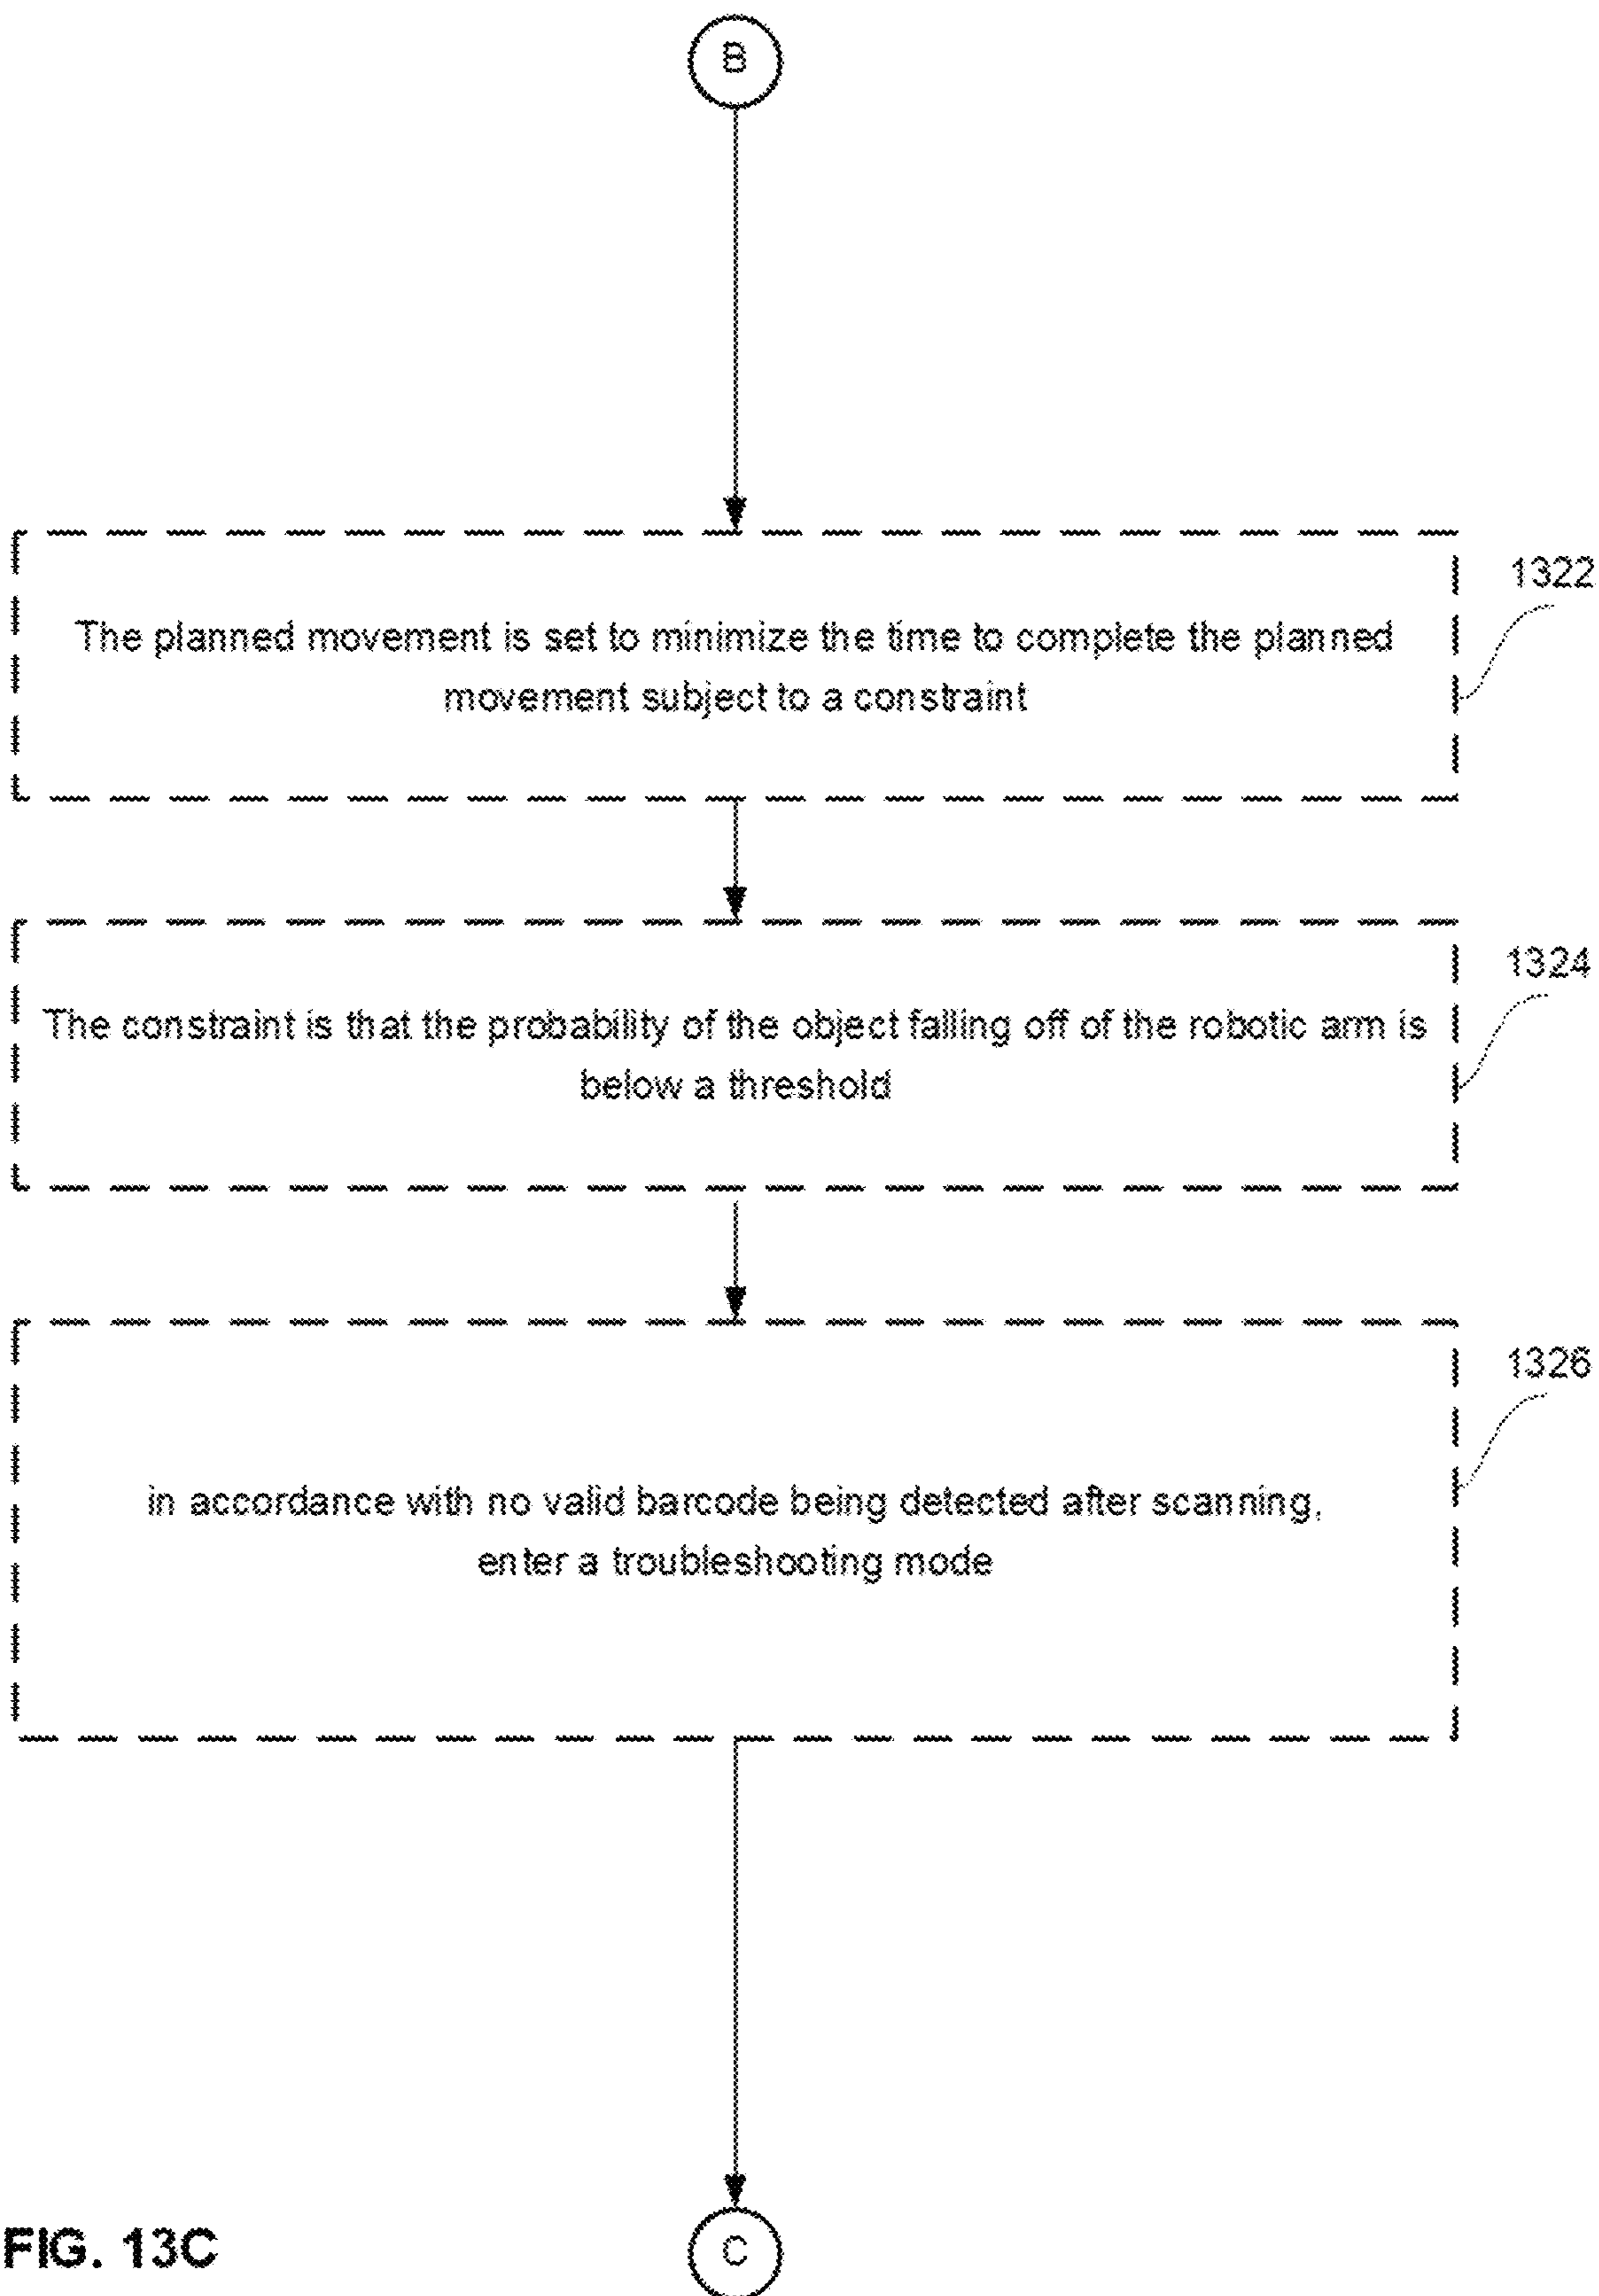 B
1322
The planned movement is set to minimize the time to complete the planned
movement subject to a constraint
1324
The constraint is that the probability of the object falling off of the robotic arm is
below a threshold
1326
in accordance with no valid barcode being detected after scanning,
enter a troubleshooting mode
FIG. 13C
C